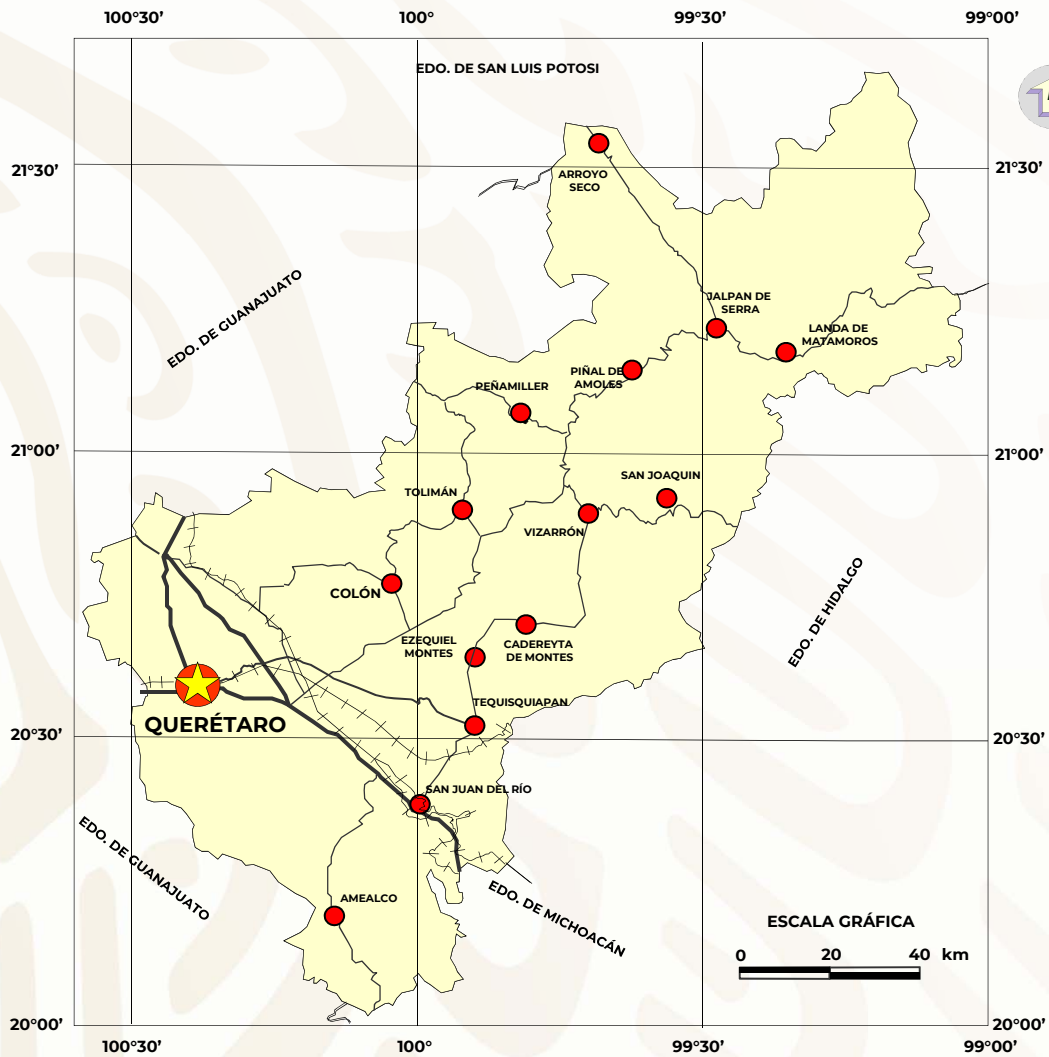 100°30’ 100° 99°30’ 99°00’
EDO. DE SAN LUIS POTOSI
21°30’ 21°30’
ARROYO
SECO
EDO. DE GUANAJUATO
JALPAN DE
SERRA
LANDA DE
MATAMOROS
PIÑAL DE
AMOLES
PEÑAMILLER
21°00’ 21°00’
SAN JOAQUIN
TOLIMÁN
VIZARRÓN
COLÓN
EDO. DE HIDALGO
EZEQUIEL
MONTES
CADEREYTA
DE MONTES
TEQUISQUIAPAN
QUERÉTARO
20°30’ 20°30’
SAN JUAN DEL RÍO
EDO. DE GUANAJUATO
AMEALCO
EDO. DE MICHOACÁN
ESCALA GRÁFICA
0 20 40 km
20°00’ 20°00’
100°30’ 100° 99°30’ 99°00’